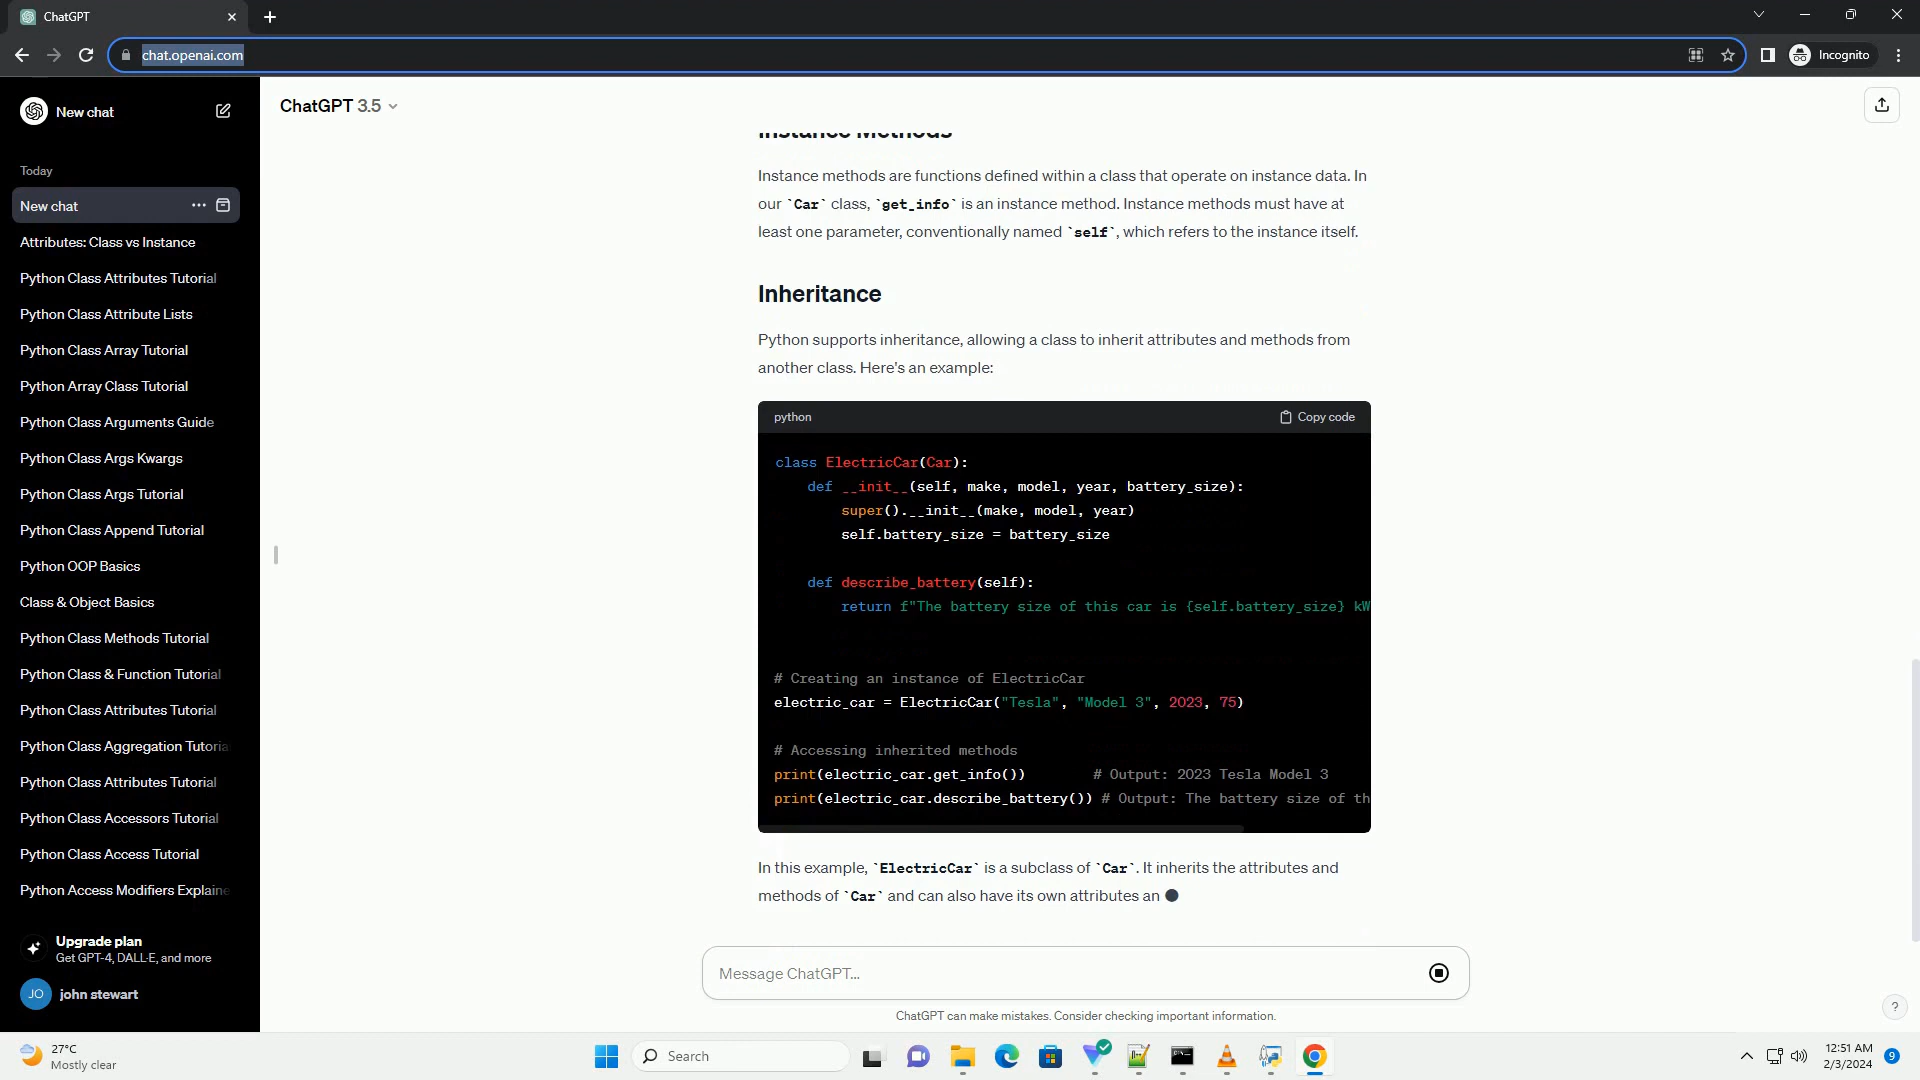 ChatGPT
chat.openai.com
Incognito
New chat
ChatGPT 3.5
Today
New chat
Attributes: Class vs Instance
Python Class Attributes Tutorial
Python Class Attribute Lists
Python Class Array Tutorial
Python Array Class Tutorial
Python Class Arguments Guide
Python Class Args Kwargs
Python Class Args Tutorial
Python Class Append Tutorial
Python OOP Basics
Class & Object Basics
Python Class Methods Tutorial
Python Class & Function Tutorial
Python Class Attributes Tutorial
Python Class Aggregation Tutoria
Python Class Attributes Tutorial
Python Class Accessors Tutorial
Python Class Access Tutorial
Python Access Modifiers Explaine
Upgrade plan
Get GPT-4, DALL·E, and more
JO john stewart
Instance Methods
Instance methods are functions defined within a class that operate on instance data. In
our `Car` class, `get_info` is an instance method. Instance methods must have at
least one parameter, conventionally named `self`, which refers to the instance itself.
Inheritance
Python supports inheritance, allowing a class to inherit attributes and methods from
another class. Here's an example:
python Copy code
class ElectricCar(Car):
def __init__(self, make, model, year, battery_size):
super().__init__(make, model, year)
self.battery_size = battery_size
def describe_battery(self):
return f"The battery size of this car is {self.battery_size} kW
# Creating an instance of ElectricCar
electric_car = ElectricCar("Tesla", "Model 3", 2023, 75)
# Accessing inherited methods
print(electric_car.get_info()) # Output: 2023 Tesla Model 3
print(electric_car.describe_battery()) # Output: The battery size of th
In this example, `ElectricCar` is a subclass of `Car`. It inherits the attributes and
methods of `Car` and can also have its own attributes an
Message ChatGPT...
ChatGPT can make mistakes. Consider checking important information.
?
27°C
Mostly clear
Search
12:51 AM
2/3/2024
9